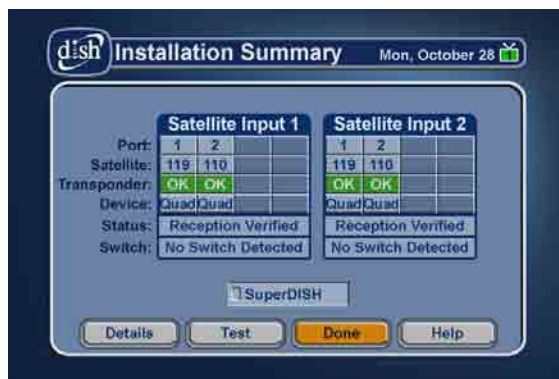 dish Installation Summary Mon, October 28 1
Satellite Input 1 Satellite Input 2
Port: 1 2 1 2
Satellite: 119 110 119 110
Transponder: OK OK OK OK
Device: Quad Quad Quad Quad
Status: Reception Verified Reception Verified
Switch: No Switch Detected No Switch Detected
SuperDISH
Details Test Done Help